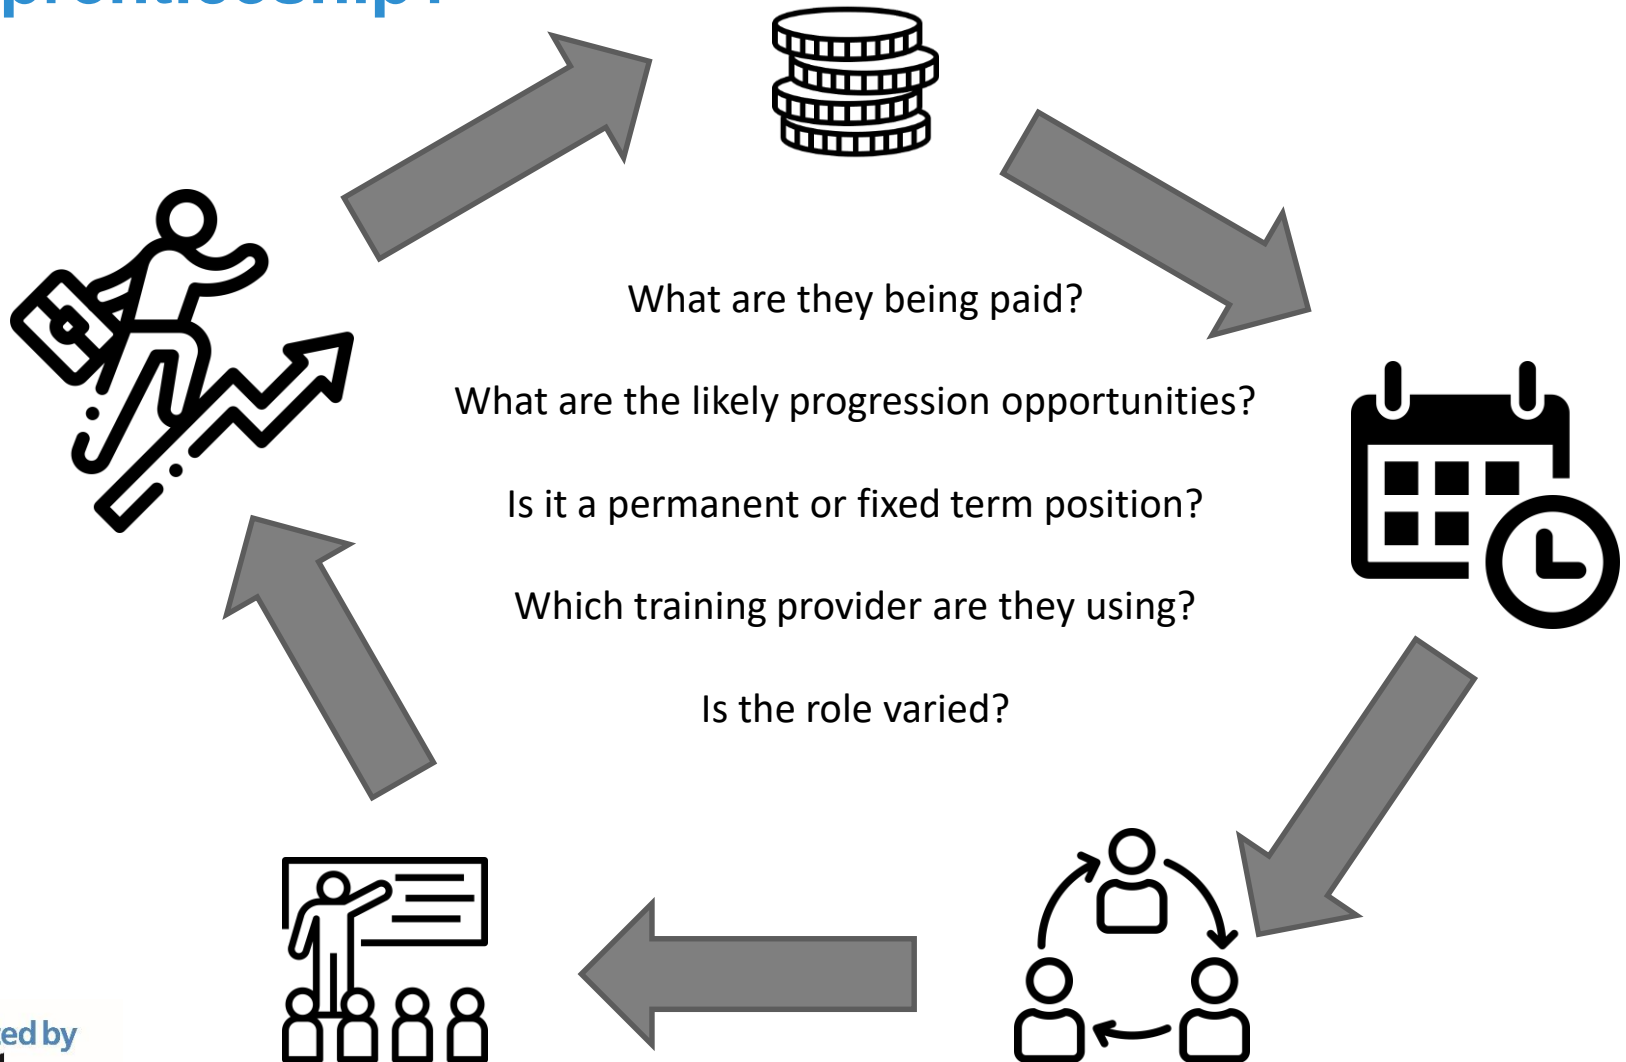 What are they being paid?
What are the likely progression opportunities?
Is it a permanent or fixed term position?
Which training provider are they using?
Is the role varied?
ed by